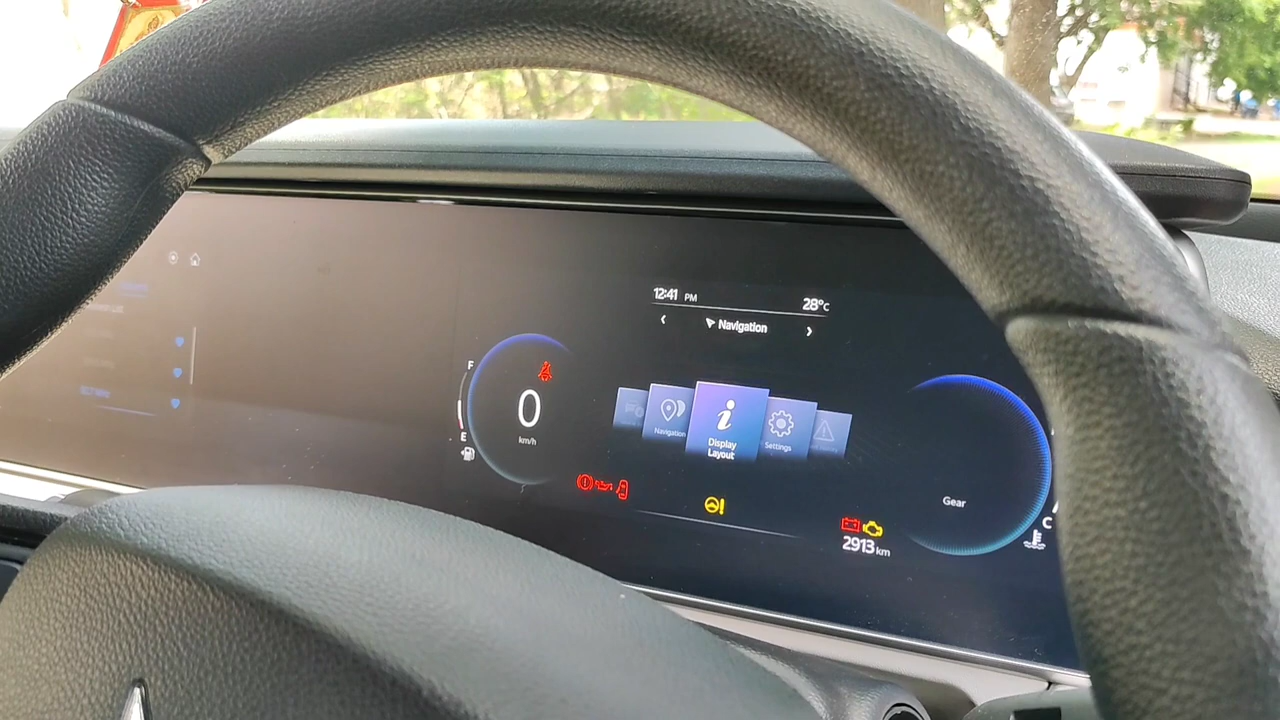 12:41 PM 28°C
Navigation
F
0
km/h
E
Navigation
Display
Layout
Settings
Gear
C
2913 km